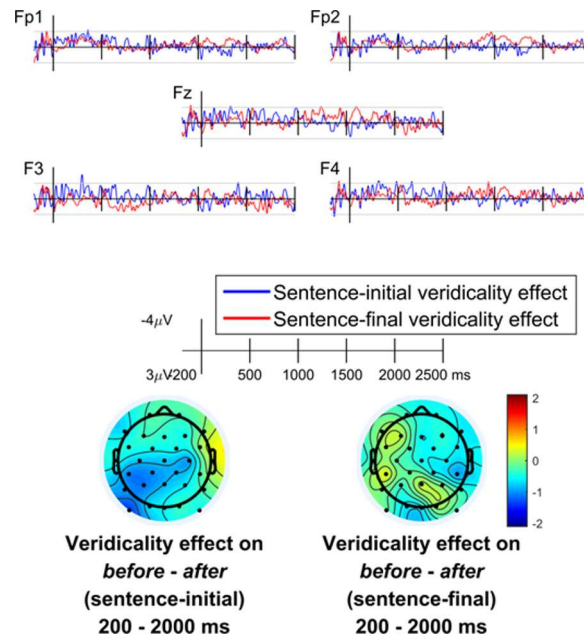 Fp1 Fp2
Fz
F3 F4
Sentence-initial veridicality effect
-4μV
Sentence-final veridicality effect
3μV-200 500 1000 1500 2000 2500 ms
2
1
0
-1
-2
Veridicality effect on Veridicality effect on
before - after before - after
(sentence-initial) (sentence-final)
200 - 2000 ms 200 - 2000 ms